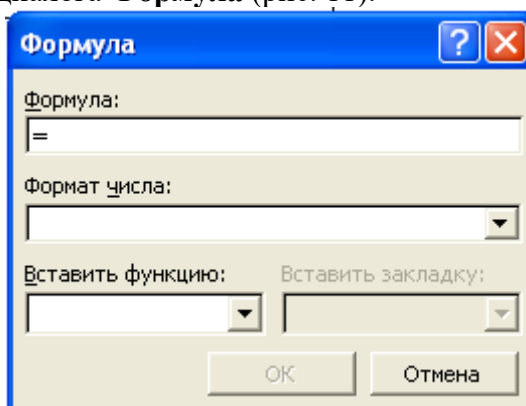 Формула
?
Формула:
=
Формат числа:
Вставить функцию: Вставить закладку:
ОК Отмена